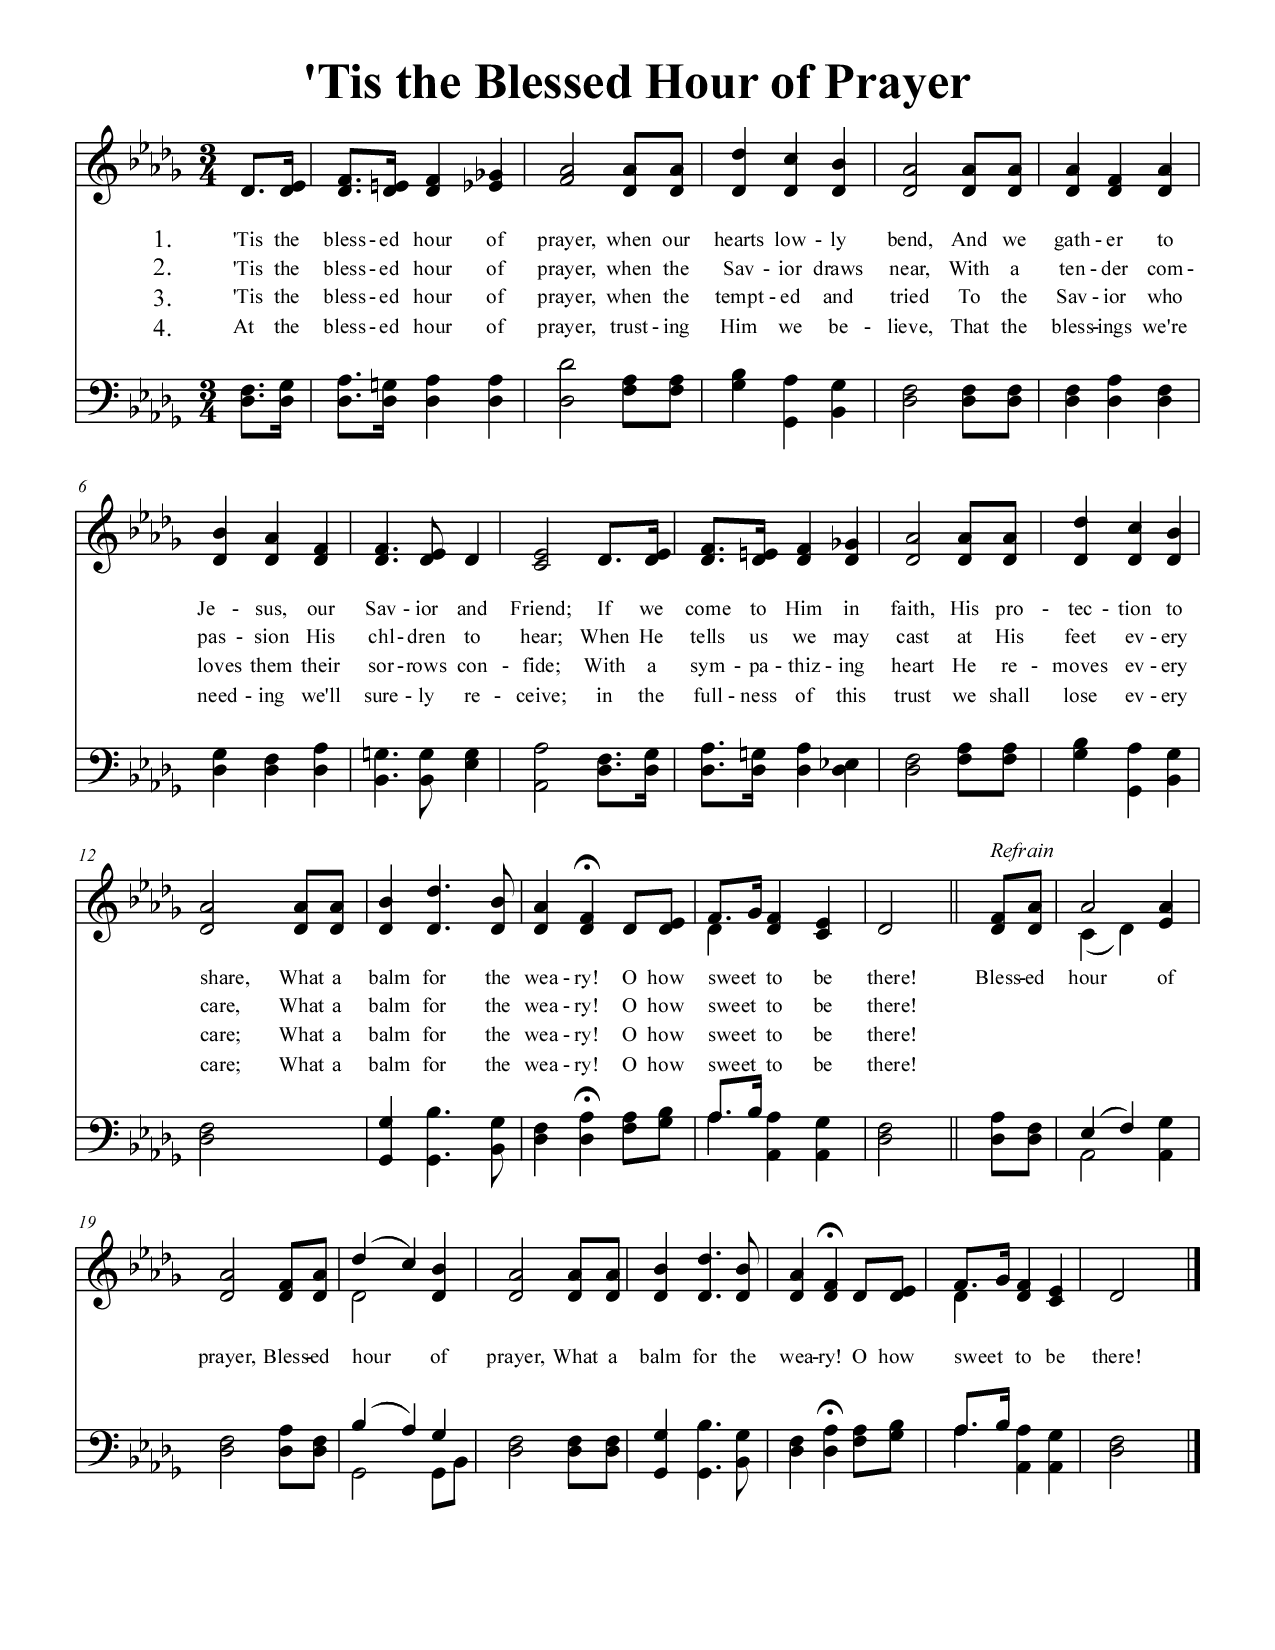 'Tis the Blessed Hour of Prayer
1. 'Tis the bless - ed hour of prayer, when our hearts low - ly bend, And we gath - er to
2. 'Tis the bless - ed hour of prayer, when the Sav - ior draws near, With a ten - der com -
3. 'Tis the bless - ed hour of prayer, when the tempt - ed and tried To the Sav - ior who
4. At the bless - ed hour of prayer, trust - ing Him we be - lieve, That the bless - ings we're
6
Je - sus, our Sav - ior and Friend; If we come to Him in faith, His pro - tec - tion to
pas - sion His chl - dren to hear; When He tells us we may cast at His feet ev - ery
loves them their sor - rows con - fide; With a sym - pa - thiz - ing heart He re - moves ev - ery
need - ing we'll sure - ly re - ceive; in the full - ness of this trust we shall lose ev - ery
12
Refrain
share, What a balm for the wea - ry! O how sweet to be there! Bless - ed hour of
care, What a balm for the wea - ry! O how sweet to be there!
care; What a balm for the wea - ry! O how sweet to be there!
care; What a balm for the wea - ry! O how sweet to be there!
19
prayer, Bless - ed hour of prayer, What a balm for the wea - ry! O how sweet to be there!